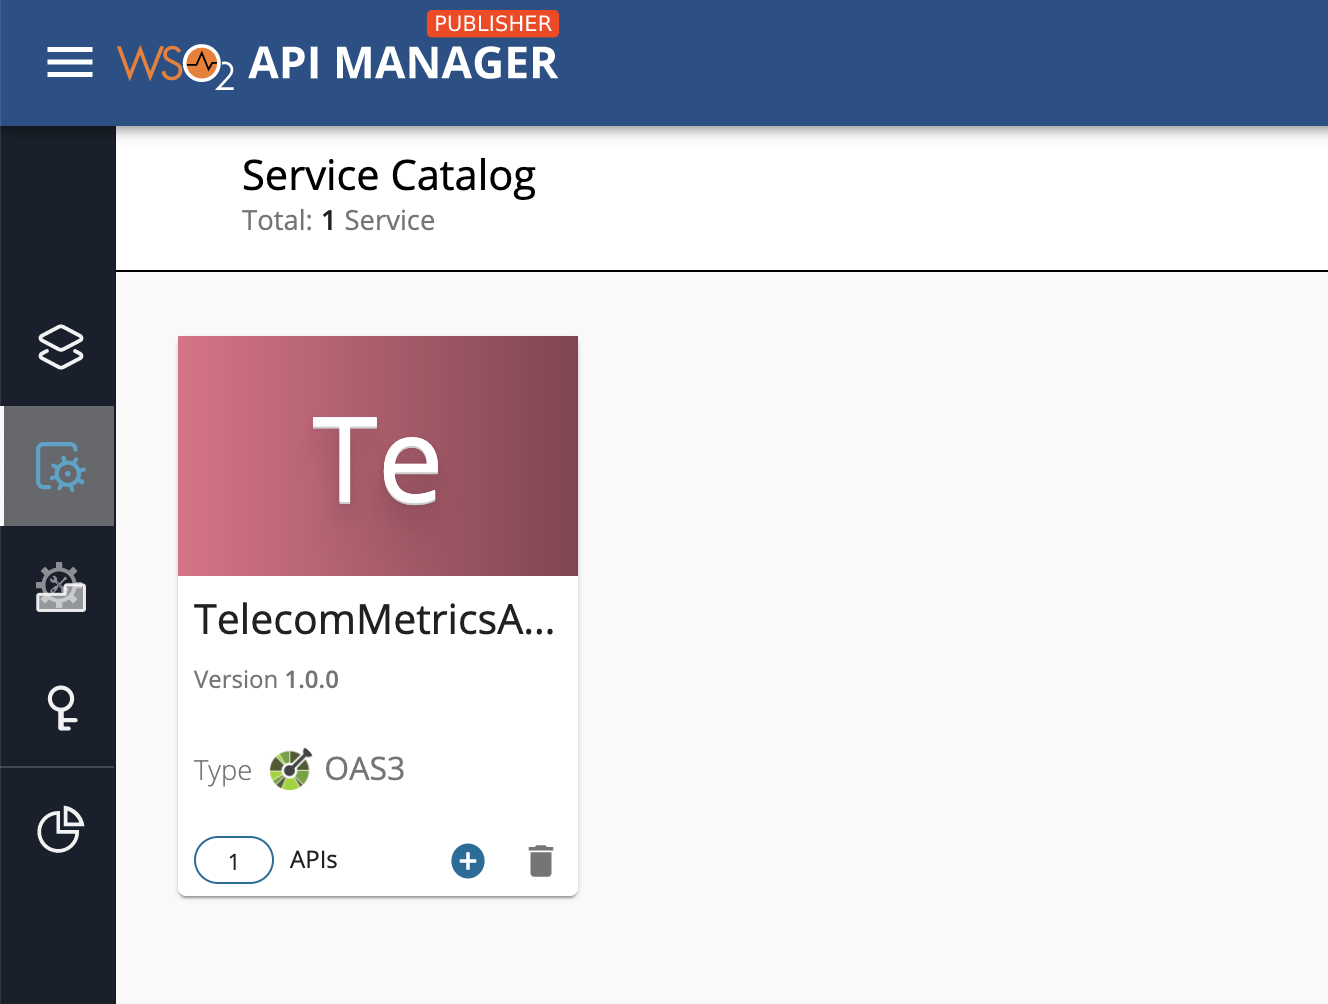 PUBLISHER
WSO2 API MANAGER
Service Catalog
Total: 1 Service
Te
TelecomMetricsA...
Version 1.0.0
Type OAS3
1 APIs